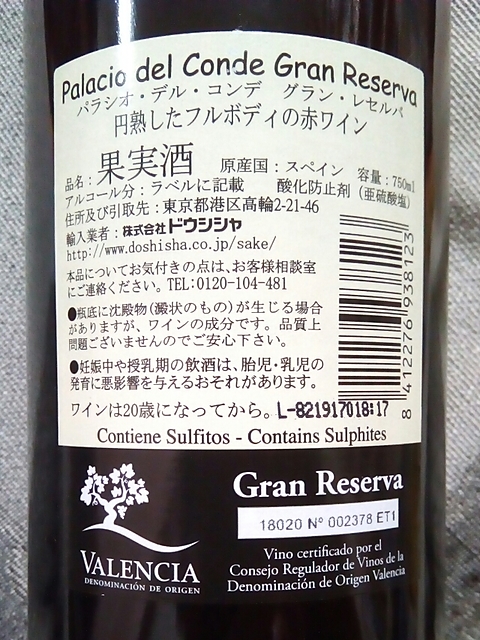 Palacio del Conde Gran Reserva
パラシオ・デル・コンデ グラン・レセルバ
円熟したフルボディの赤ワイン
品名：果実酒 原産国：スペイン 容量：750ml
アルコール分：ラベルに記載 酸化防止剤（亜硫酸塩）
住所及び引取先：東京都港区高輪2-21-46
輸入業者：株式会社ドウシシャ
http://www.doshisha.co.jp/sake/
本品についてお気付きの点は、お客様相談室
にご連絡ください。TEL:0120-104-481
●瓶底に沈殿物(澱状のもの)が生じる場合
がありますが、ワインの成分です。品質上
問題ございませんのでご安心下さい。
●妊娠中や授乳期の飲酒は、胎児・乳児の
発育に悪影響を与えるおそれがあります。
ワインは20歳になってから。 L-821917018:17
8 412276 938123
Contiene Sulfitos - Contains Sulphites
VALENCIA
DENOMINACIÓN DE ORIGEN
Gran Reserva
18020 Nº 002378 ET1
Vino certificado por el
Consejo Regulador de Vinos de la
Denominación de Origen Valencia